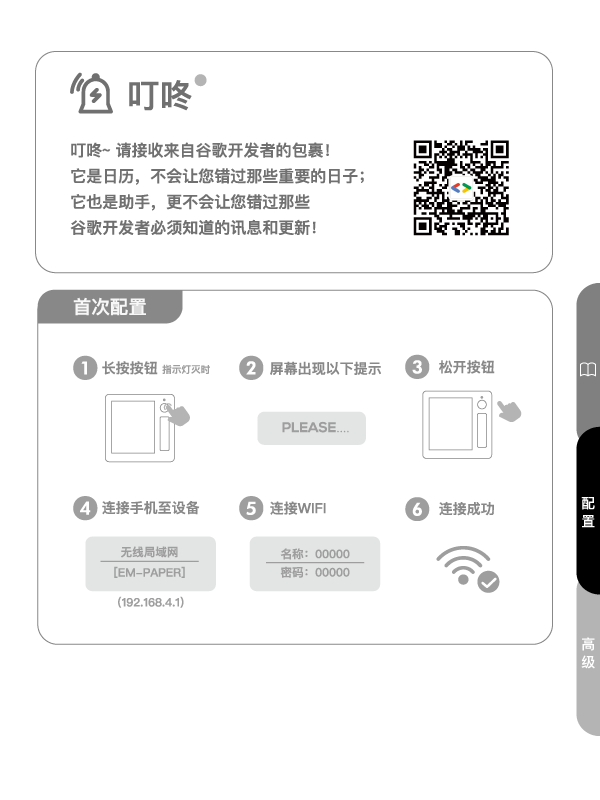 叮咚
叮咚~ 请接收来自谷歌开发者的包裹！
它是日历，不会让您错过那些重要的日子；
它也是助手，更不会让您错过那些
谷歌开发者必须知道的讯息和更新！
首次配置
1 长按按钮 指示灯灭时
2 屏幕出现以下提示
PLEASE....
3 松开按钮
4 连接手机至设备
无线局域网
[EM-PAPER]
(192.168.4.1)
5 连接WIFI
名称：00000
密码：00000
6 连接成功
配置
高级